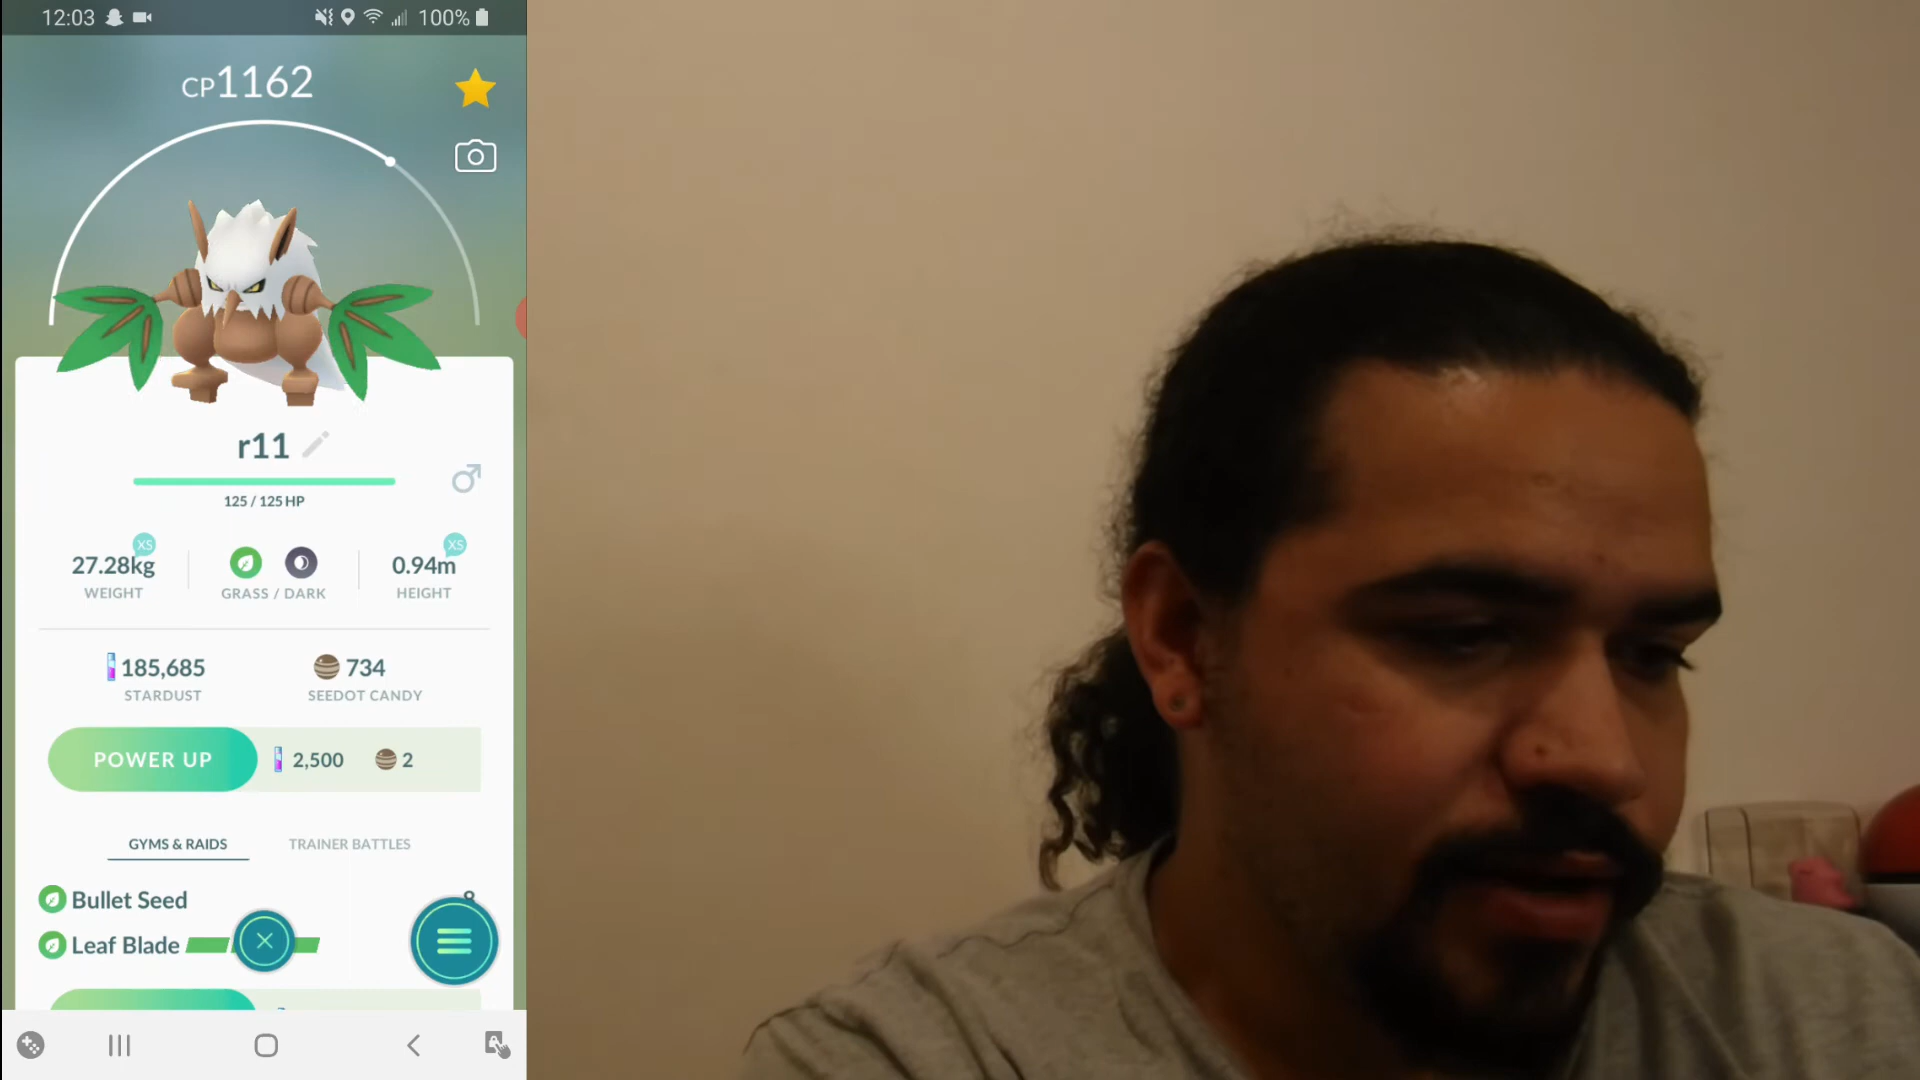 12:03 100%
CP1162
r11
125 / 125 HP
XS XS
27.28kg 0.94m
WEIGHT GRASS / DARK HEIGHT
185,685 734
STARDUST SEEDOT CANDY
POWER UP 2,500 2
GYMS & RAIDS TRAINER BATTLES
Bullet Seed
Leaf Blade